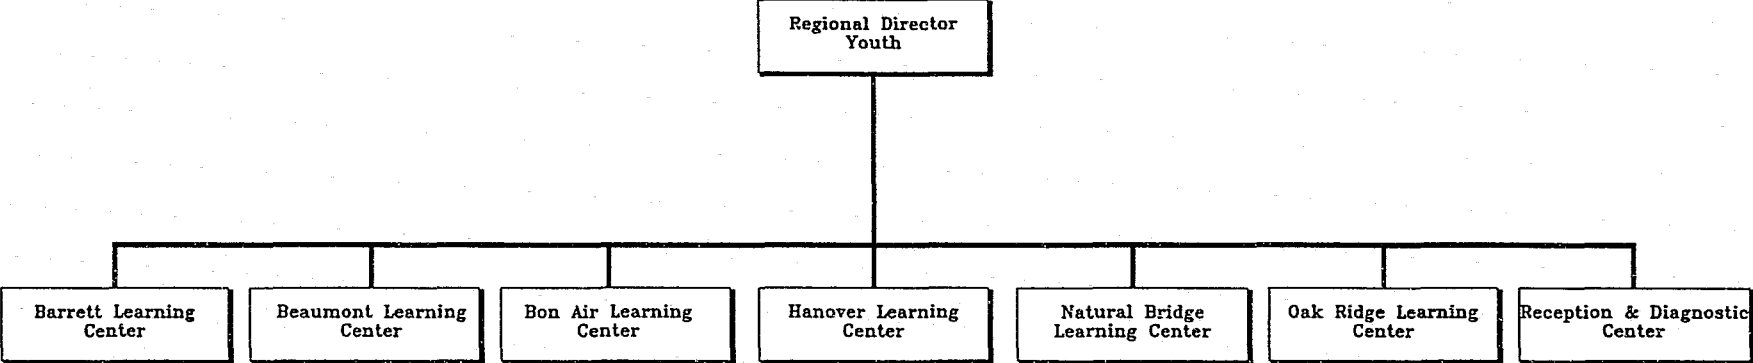 Regional Director
Youth
Barrett Learning
Center
Beaumont Learning
Center
Bon Air Learning
Center
Hanover Learning
Center
Natural Bridge
Learning Center
Oak Ridge Learning
Center
Reception & Diagnostic
Center